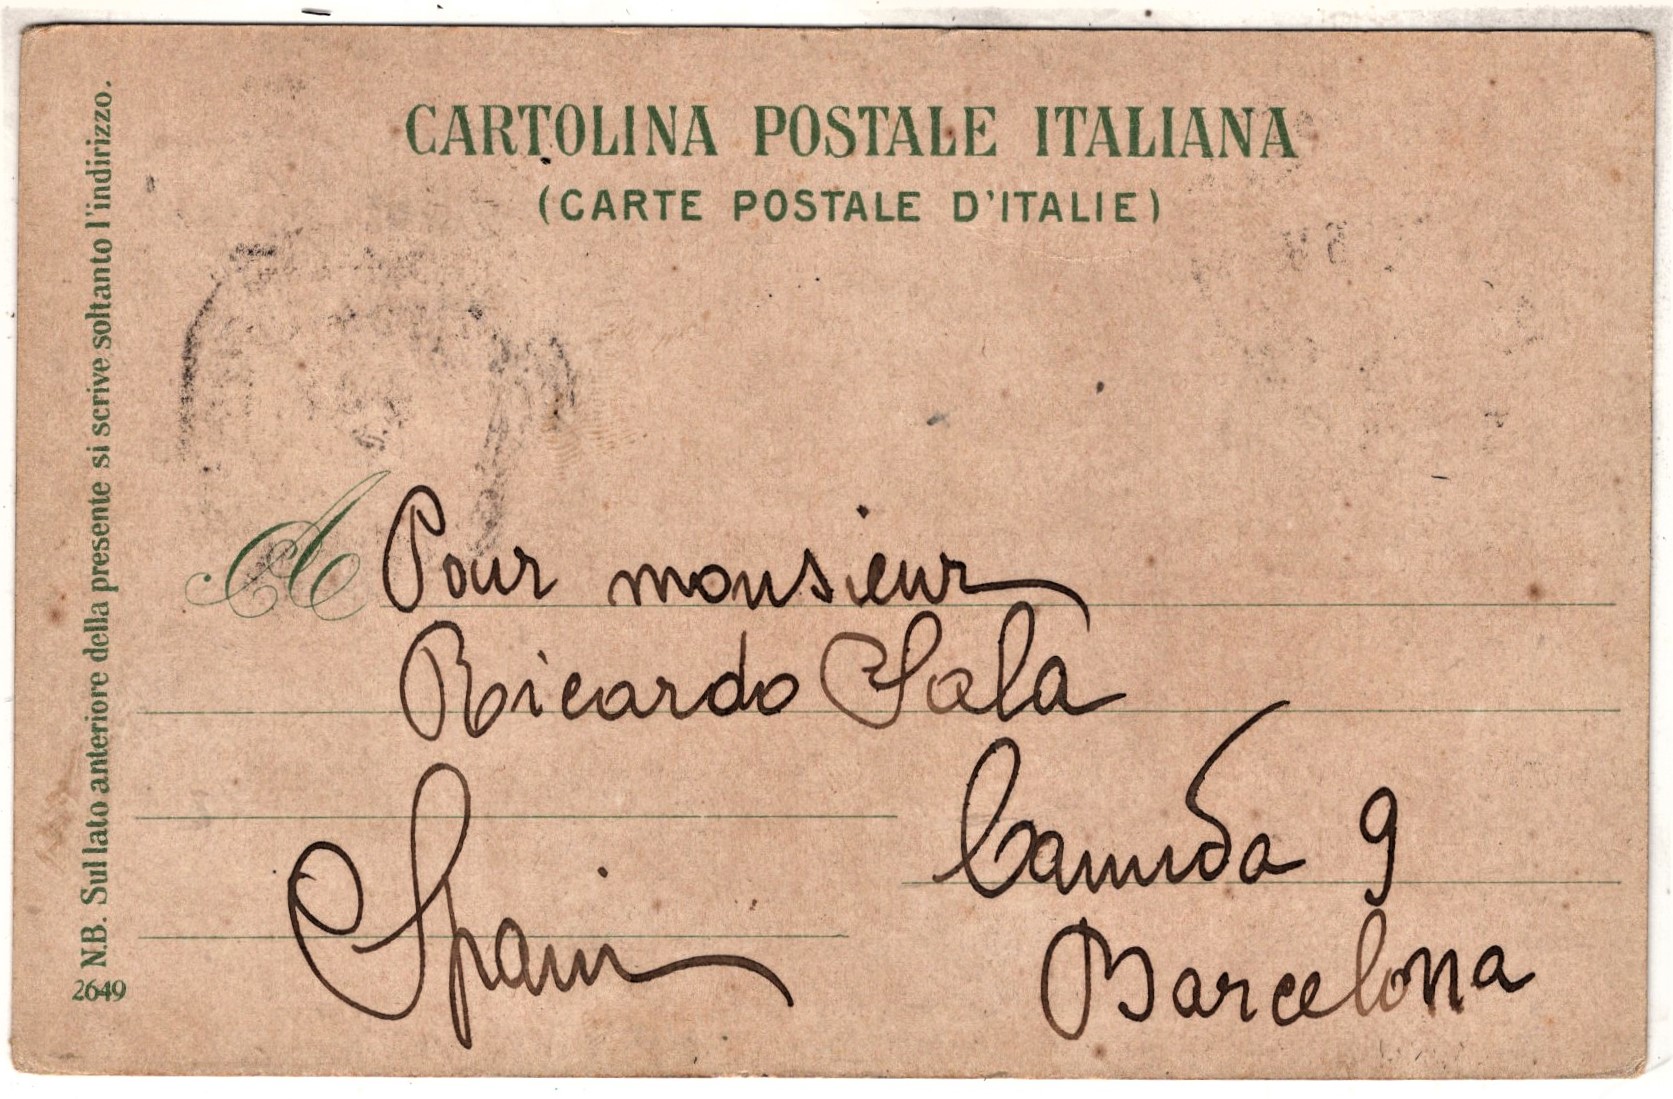 CARTOLINA POSTALE ITALIANA
(CARTE POSTALE D'ITALIE)
N.B. Sul lato anteriore della presente si scrive soltanto l'indirizzo.
2649
A Pour monsieur
Ricardo Sala
Canuda 9
Spain
Barcelona